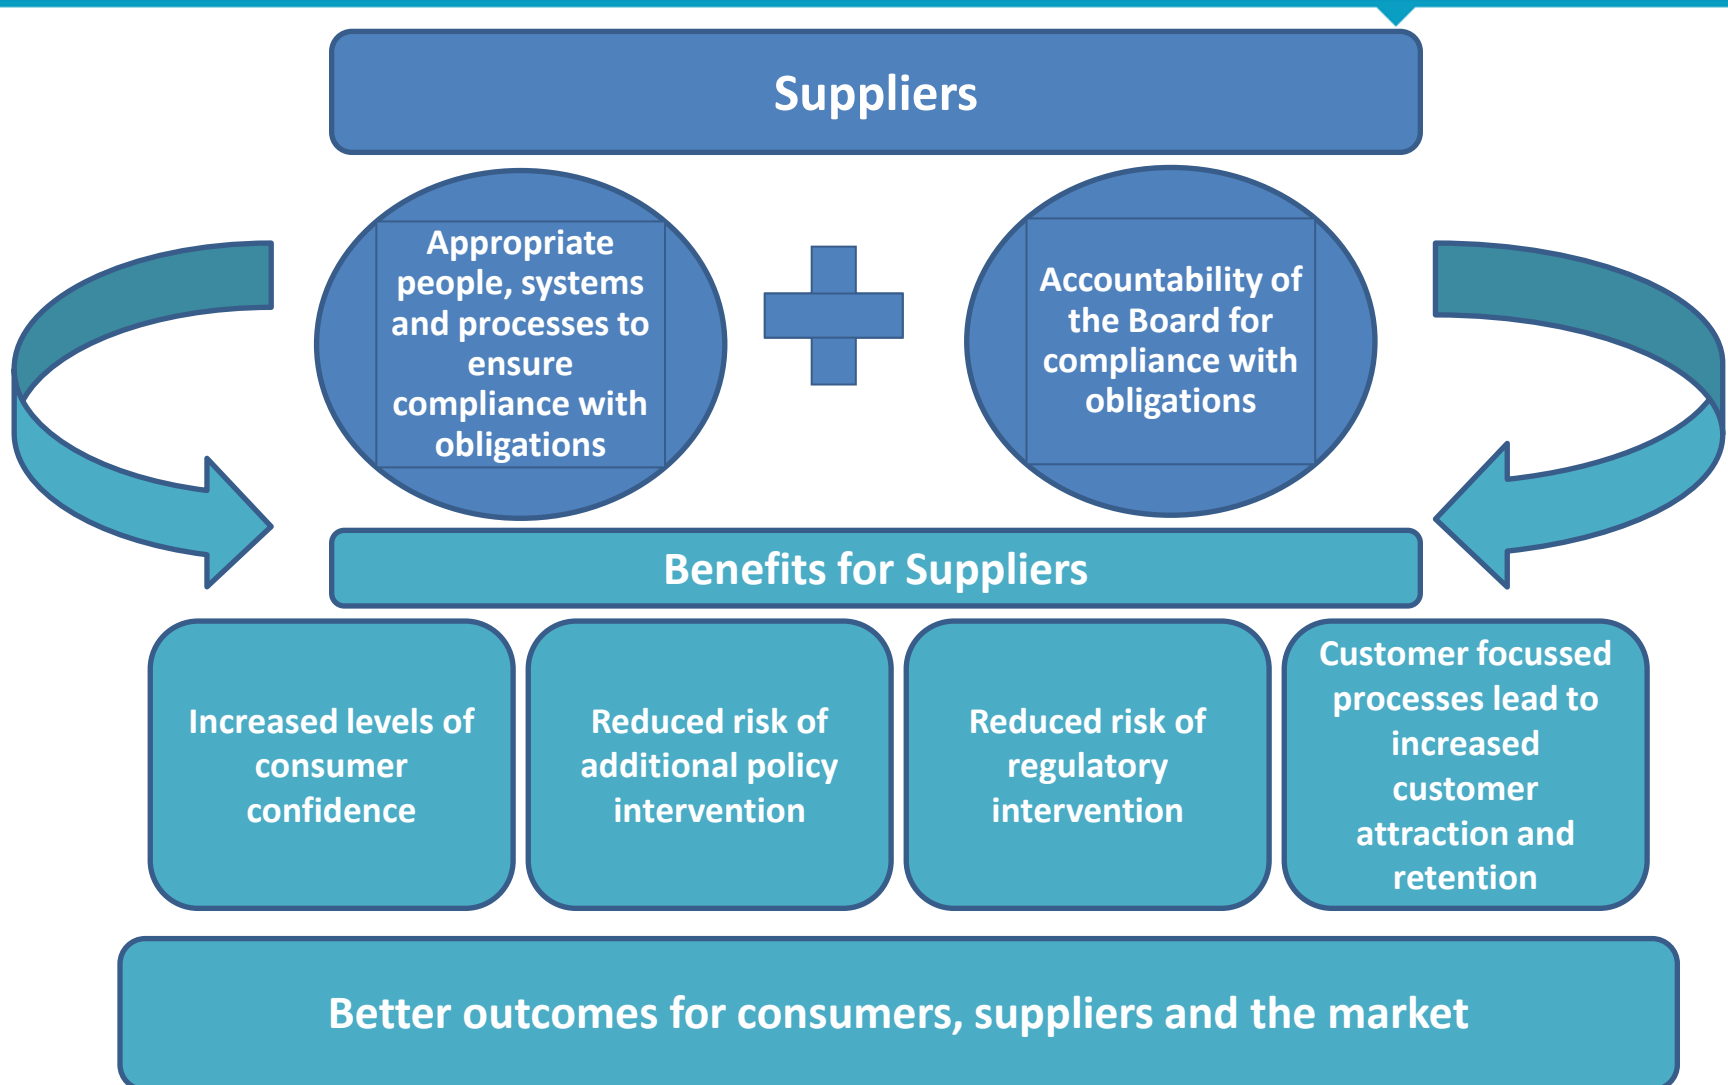 Suppliers
Appropriate
people, systems
and processes to
ensure
compliance with
obligations
Accountability of
the Board for
compliance with
obligations
Benefits for Suppliers
Increased levels of
consumer
confidence
Reduced risk of
additional policy
intervention
Reduced risk of
regulatory
intervention
Customer focussed
processes lead to
increased
customer
attraction and
retention
Better outcomes for consumers, suppliers and the market